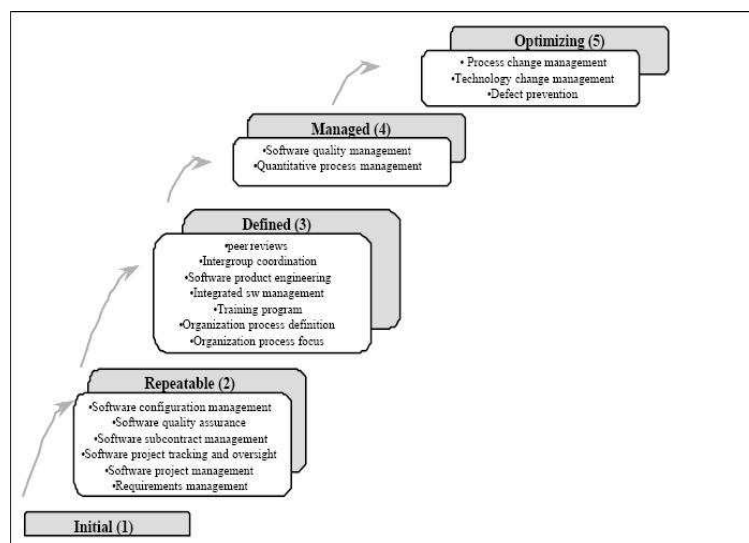 Optimizing (5)
• Process change management
•Technology change management
•Defect prevention
Managed (4)
•Software quality management
•Quantitative process management
Defined (3)
•peer reviews
•Intergroup coordination
•Software product engineering
•Integrated sw management
•Training program
•Organization process definition
•Organization process focus
Repeatable (2)
•Software configuration management
•Software quality assurance
•Software subcontract management
•Software project tracking and oversight
•Software project management
•Requirements management
Initial (1)